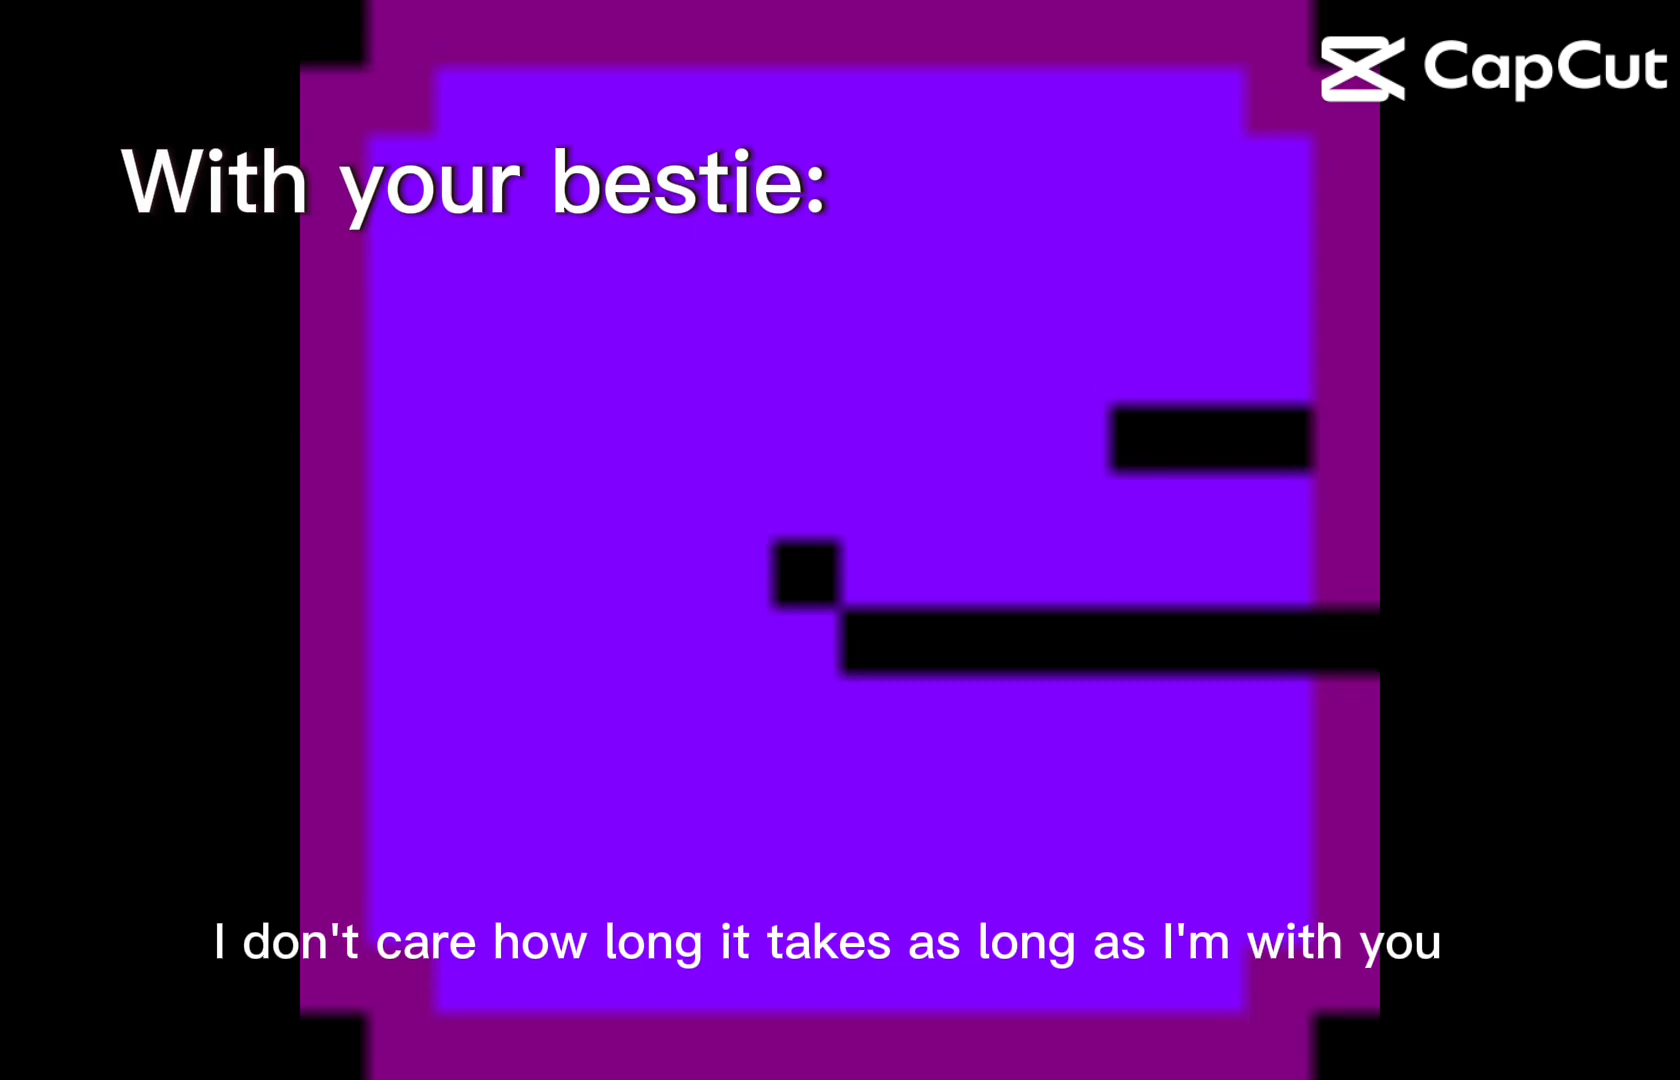 CapCut
With your bestie:
I don't care how long it takes as long as I'm with you